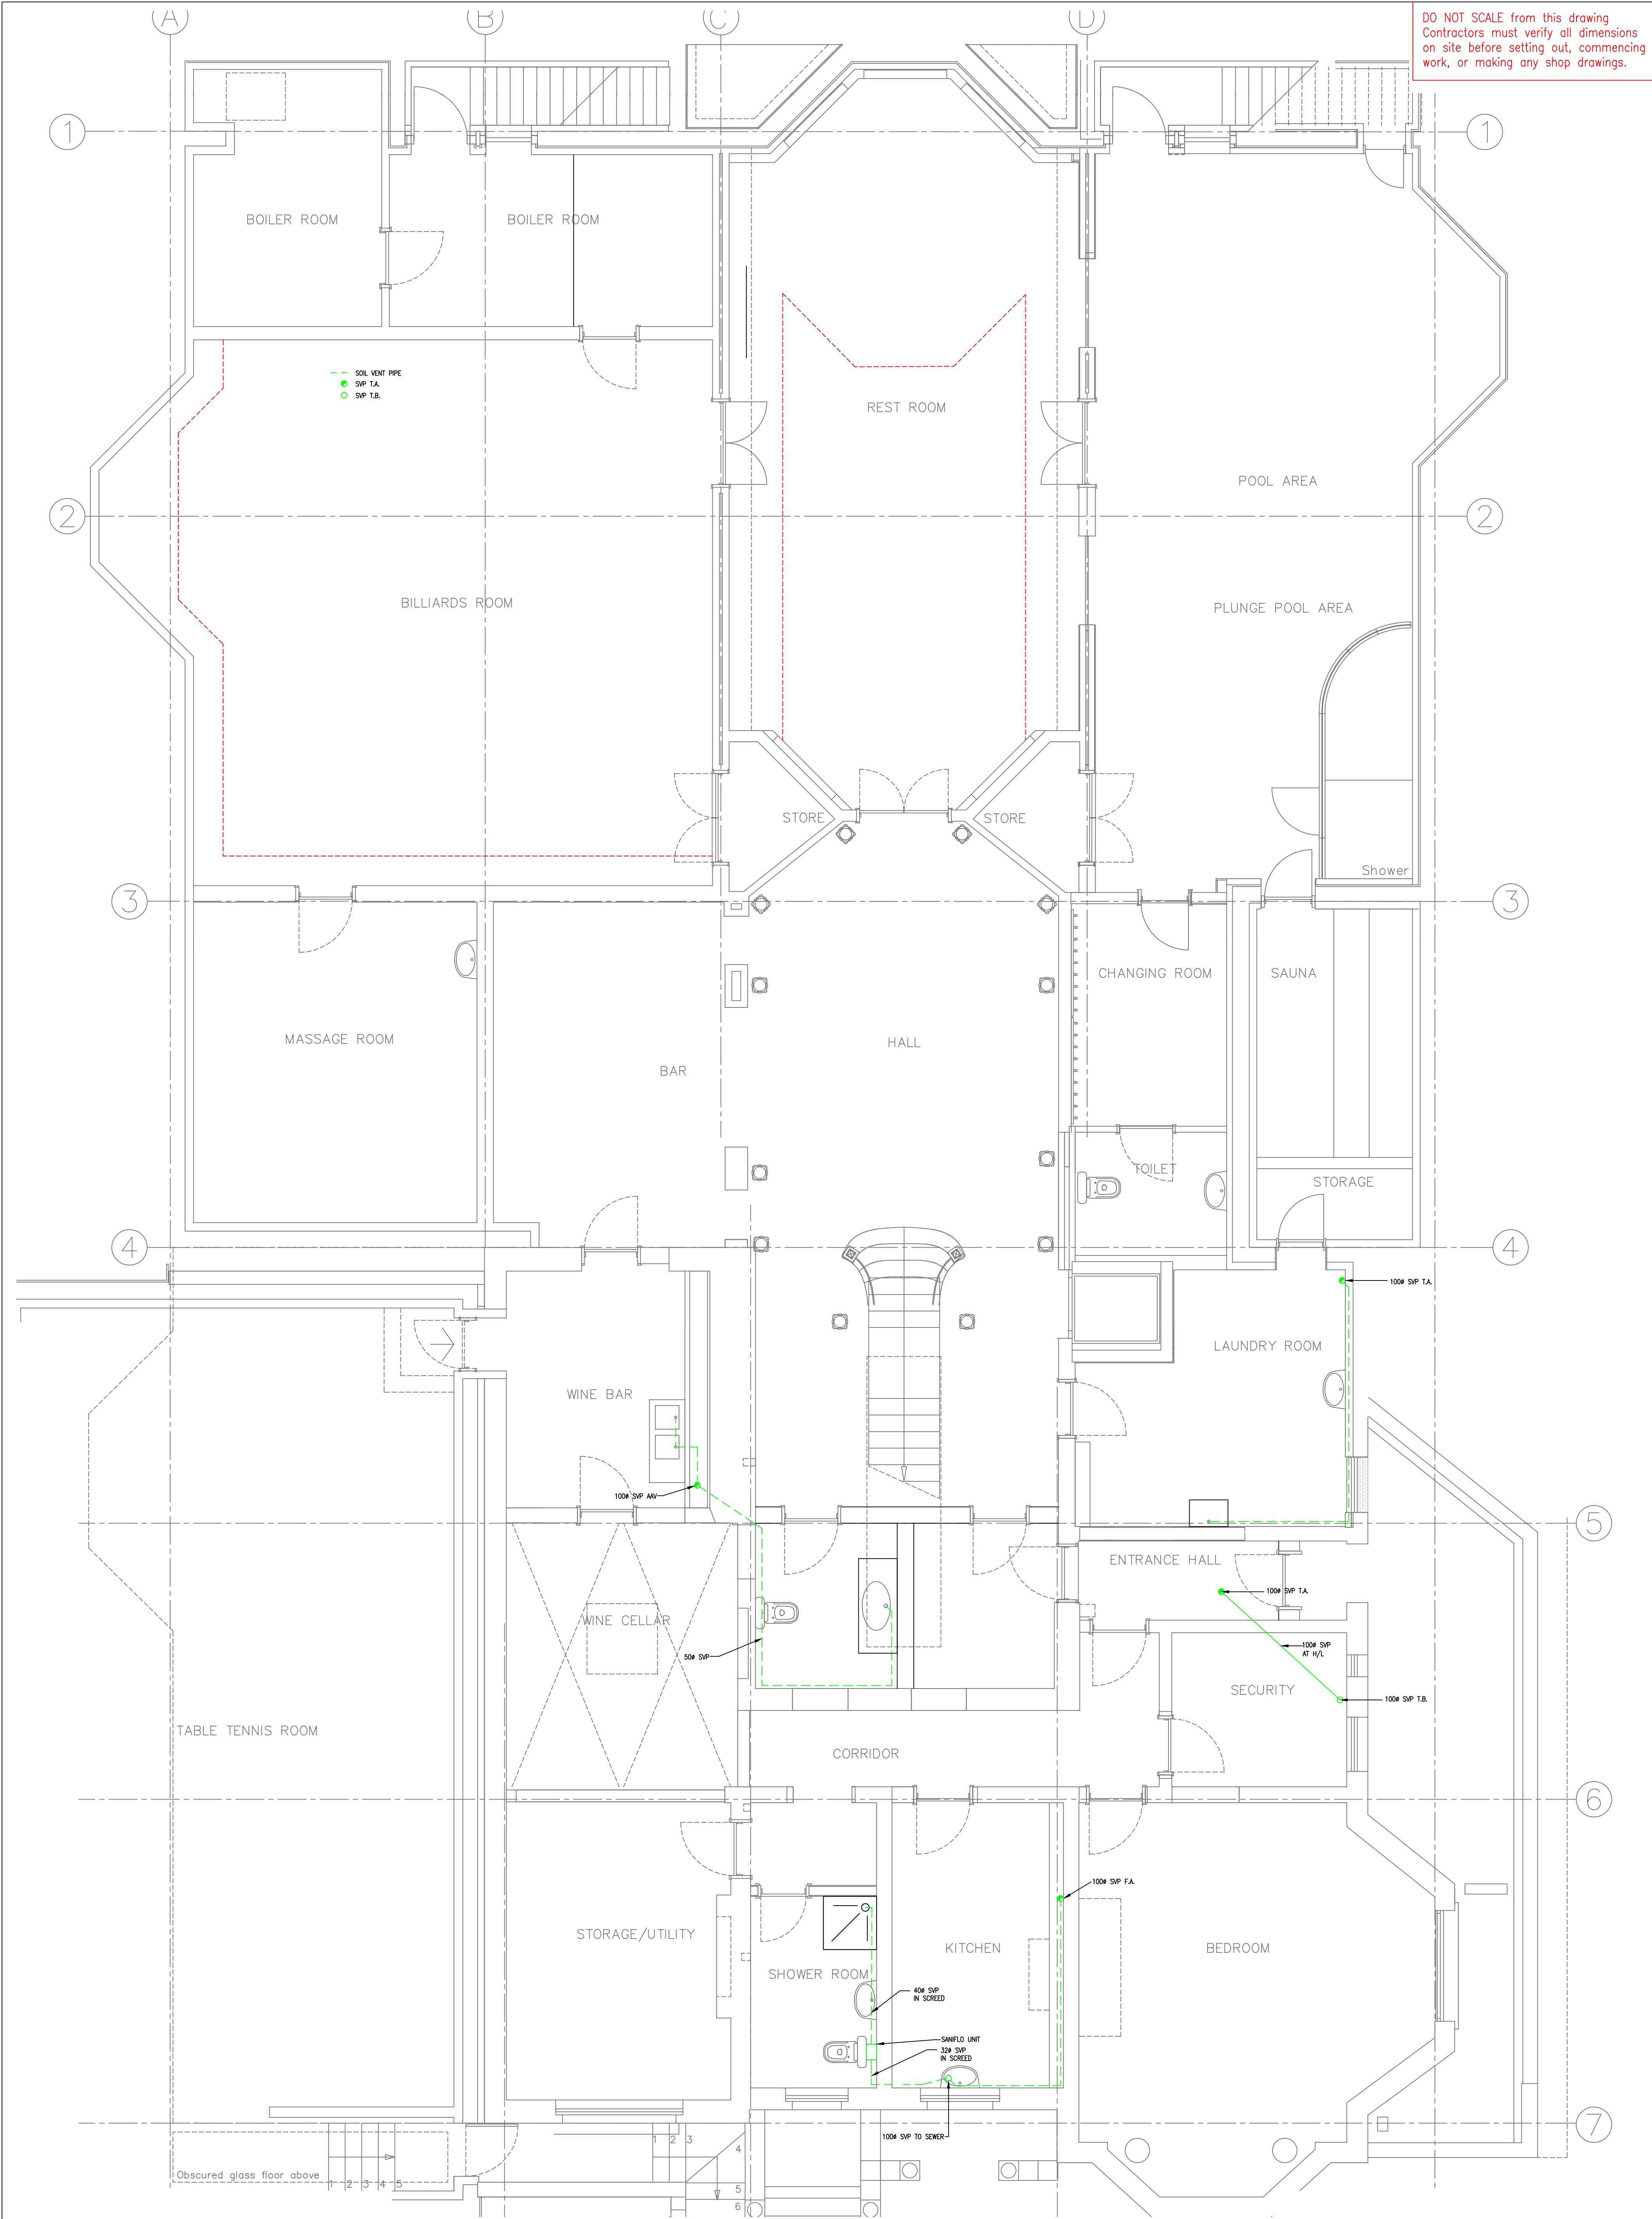 A
B
C
D
DO NOT SCALE from this drawing
Contractors must verify all dimensions
on site before setting out, commencing
work, or making any shop drawings.
1
1
BOILER ROOM
BOILER ROOM
SOIL VENT PIPE
SVP T.A.
SVP T.B.
REST ROOM
POOL AREA
2
2
BILLIARDS ROOM
PLUNGE POOL AREA
STORE
STORE
Shower
3
3
CHANGING ROOM
SAUNA
MASSAGE ROOM
HALL
BAR
TOILET
STORAGE
4
4
100ø SVP T.A.
LAUNDRY ROOM
WINE BAR
100ø SVP AAV
5
ENTRANCE HALL
100ø SVP T.A.
WINE CELLAR
100ø SVP
AT H/L
50ø SVP
SECURITY
100ø SVP T.B.
TABLE TENNIS ROOM
CORRIDOR
6
100ø SVP F.A.
STORAGE/UTILITY
KITCHEN
BEDROOM
SHOWER ROOM
40ø SVP
IN SCREED
SANIFLO UNIT
32ø SVP
IN SCREED
7
100ø SVP TO SEWER
1 2 3
4
Obscured glass floor above
1 2 3 4 5
5
6